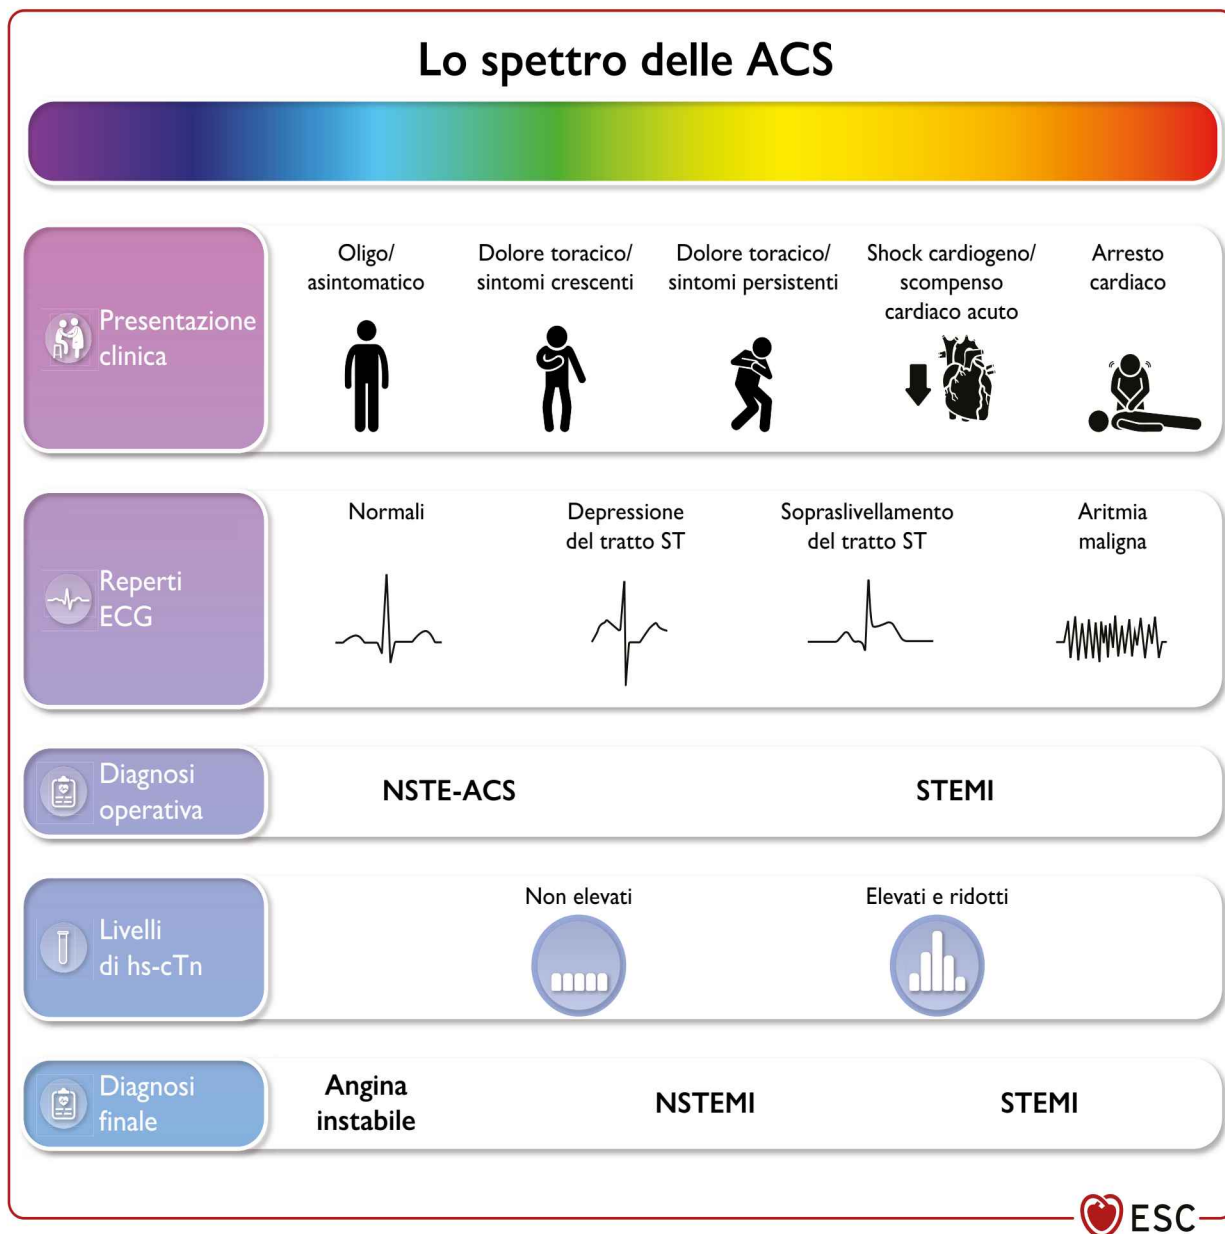 Lo spettro delle ACS
Presentazione
clinica
Oligo/
asintomatico
Dolore toracico/
sintomi crescenti
Dolore toracico/
sintomi persistenti
Shock cardiogeno/
scompenso
cardiaco acuto
Arresto
cardiaco
Reperti
ECG
Normali
Depressione
del tratto ST
Sopraslivellamento
del tratto ST
Aritmia
maligna
Diagnosi
operativa
NSTE-ACS
STEMI
Livelli
di hs-cTn
Non elevati
Elevati e ridotti
Diagnosi
finale
Angina
instabile
NSTEMI
STEMI
ESC